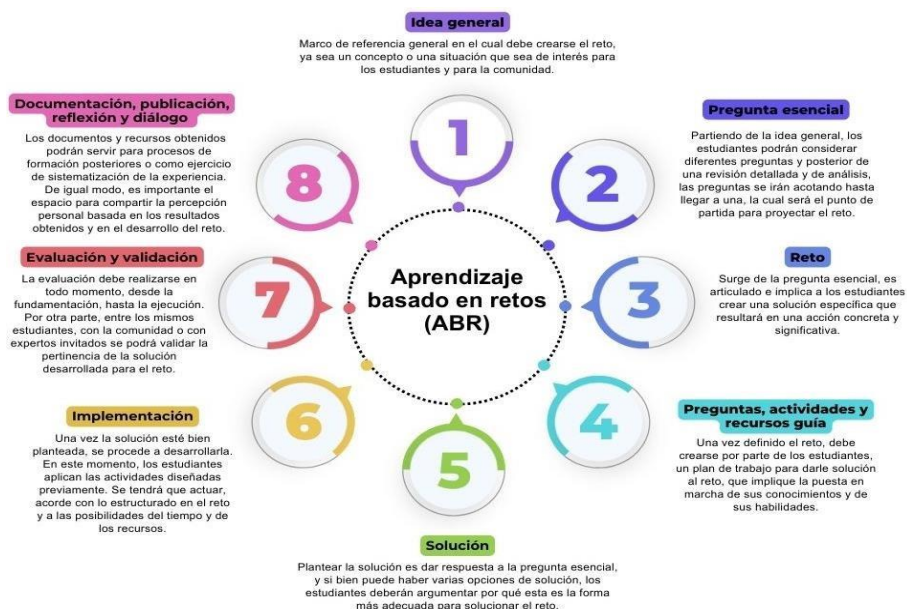 Idea general
Marco de referencia general en el cual debe crearse el reto,
ya sea un concepto o una situación que sea de interés para
los estudiantes y para la comunidad.
1
Pregunta esencial
Partiendo de la idea general, los
estudiantes podrán considerar
diferentes preguntas y posterior de
una revisión detallada y de análisis,
las preguntas se irán acotando hasta
llegar a una, la cual será el punto de
partida para proyectar el reto.
2
Reto
Surge de la pregunta esencial, es
articulado e implica a los estudiantes
crear una solución específica que
resultará en una acción concreta y
significativa.
3
Preguntas, actividades y
recursos guía
Una vez definido el reto, debe
crearse por parte de los estudiantes,
un plan de trabajo para darle solución
al reto, que implique la puesta en
marcha de sus conocimientos y de
sus habilidades.
4
Solución
Plantear la solución es dar respuesta a la pregunta esencial,
y si bien puede haber varias opciones de solución, los
estudiantes deberán argumentar por qué esta es la forma
más adecuada para solucionar el reto.
5
Implementación
Una vez la solución esté bien
planteada, se procede a desarrollarla.
En este momento, los estudiantes
aplican las actividades diseñadas
previamente. Se tendrá que actuar,
acorde con lo estructurado en el reto
y a las posibilidades del tiempo y de
los recursos.
6
Evaluación y validación
La evaluación debe realizarse en
todo momento, desde la
fundamentación, hasta la ejecución.
Por otra parte, entre los mismos
estudiantes, con la comunidad o con
expertos invitados se podrá validar la
pertinencia de la solución
desarrollada para el reto.
7
Documentación, publicación,
reflexión y diálogo
Los documentos y recursos obtenidos
podrán servir para procesos de
formación posteriores o como ejercicio
de sistematización de la experiencia.
De igual modo, es importante el
espacio para compartir la percepción
personal basada en los resultados
obtenidos y en el desarrollo del reto.
8
Aprendizaje
basado en retos
(ABR)